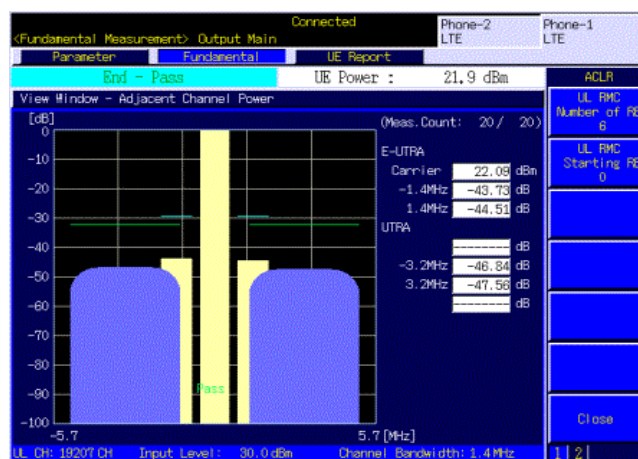 Connected
<Fundamental Measurement> Output Main
Phone-2
LTE
Phone-1
LTE
Parameter
Fundamental
UE Report
End - Pass
UE Power :
21.9 dBm
ACLR
View Window - Adjacent Channel Power
UL RMC
Number of RB
6
UL RMC
Starting RB
0
[dB]
0
-10
-20
-30
-40
-50
-60
-70
-80
-90
-100
(Meas.Count: 20/ 20)
E-UTRA
Carrier 22.09 dBm
-1.4MHz -43.73 dB
1.4MHz -44.51 dB
UTRA
-------- dB
-3.2MHz -46.84 dB
3.2MHz -47.56 dB
-------- dB
Pass
-5.7
5.7 [MHz]
Close
UL CH: 19207 CH
Input Level: 30.0 dBm
Channel Bandwidth: 1.4 MHz
1 2